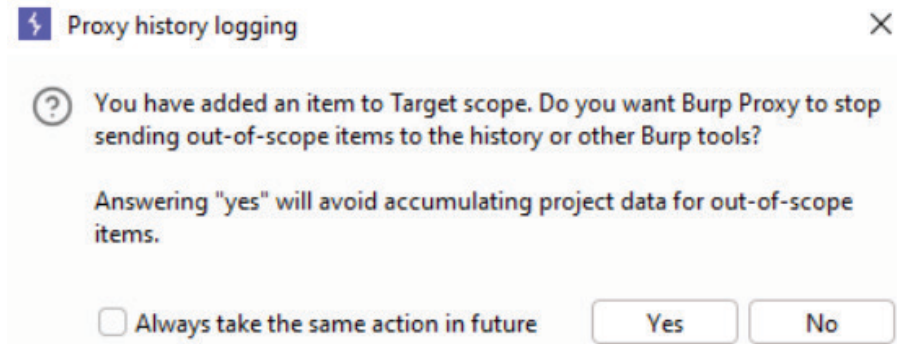 Proxy history logging
You have added an item to Target scope. Do you want Burp Proxy to stop
sending out-of-scope items to the history or other Burp tools?
Answering "yes" will avoid accumulating project data for out-of-scope
items.
Always take the same action in future
Yes
No